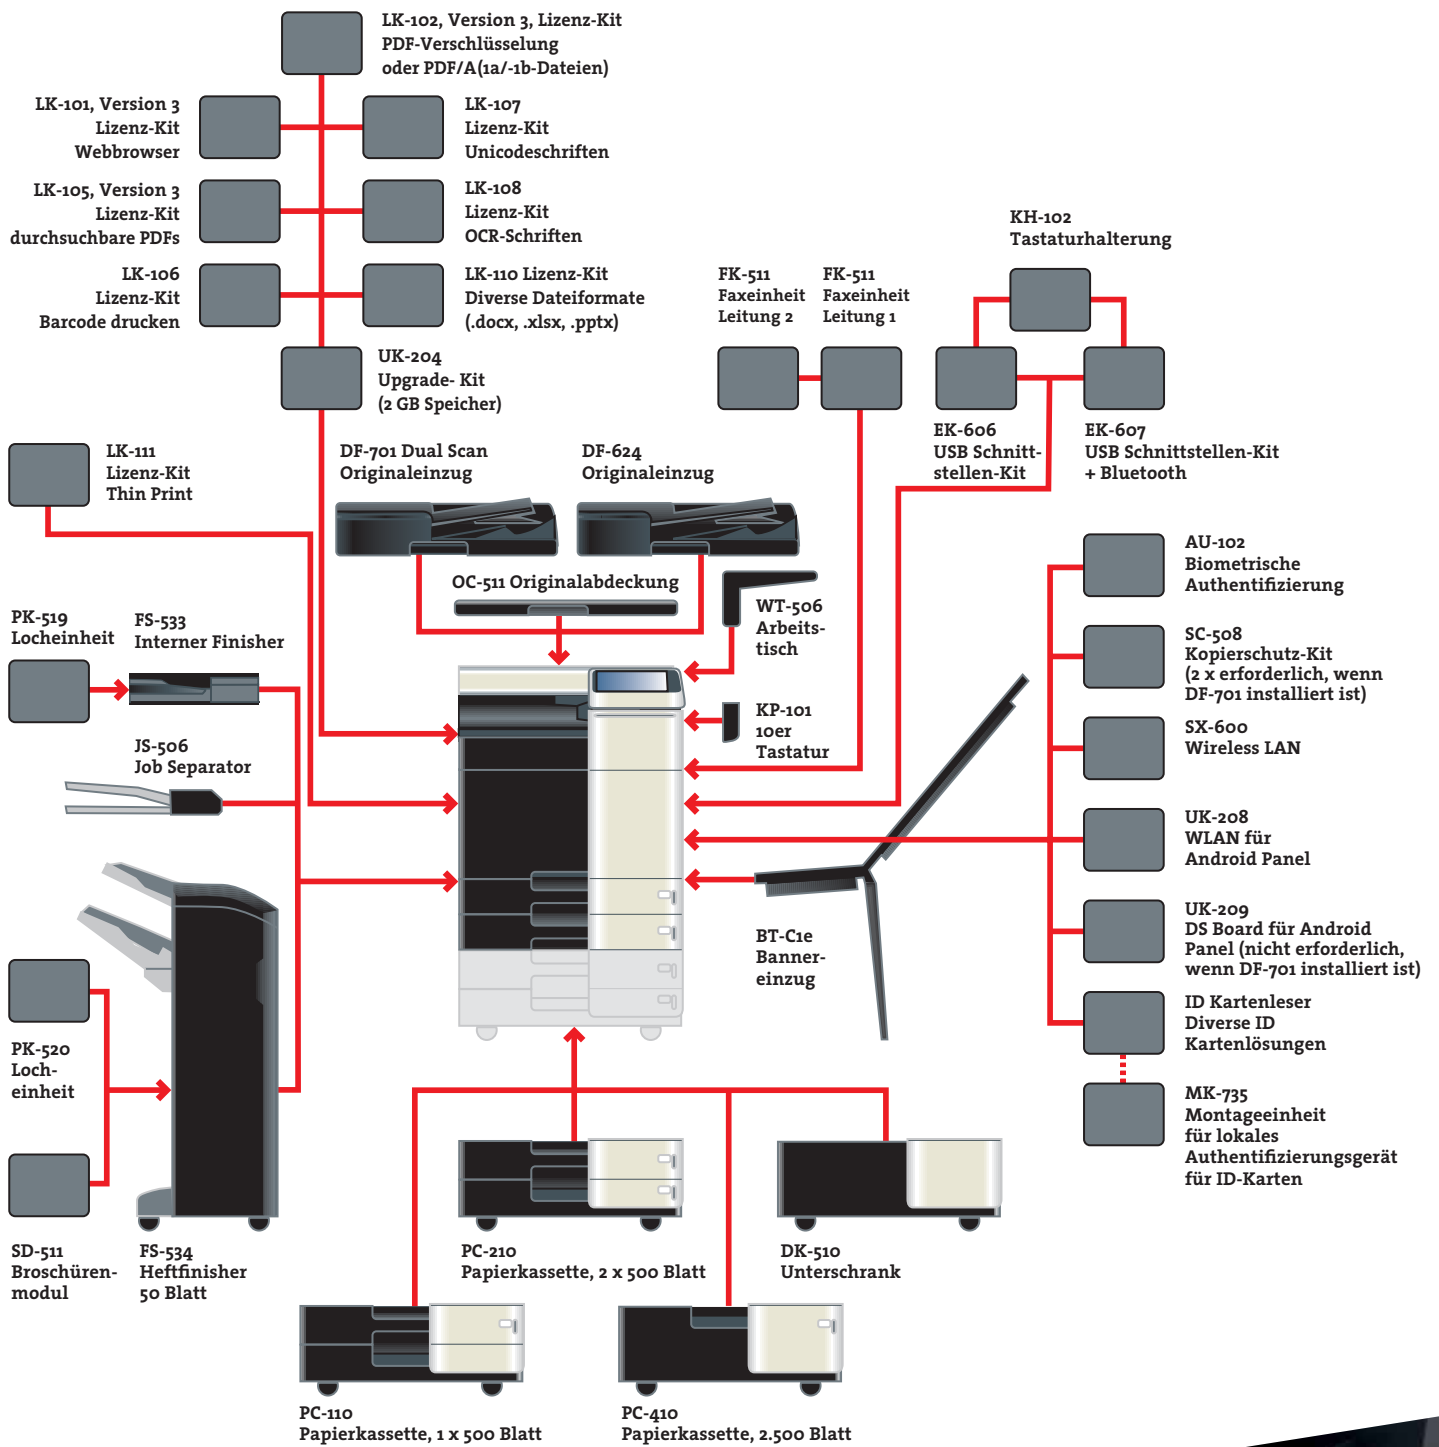 LK-102, Version 3, Lizenz-Kit
PDF-Verschlüsselung
oder PDF/A(1a/-1b-Dateien)
LK-101, Version 3
Lizenz-Kit
Webbrowser
LK-107
Lizenz-Kit
Unicodeschriften
LK-105, Version 3
Lizenz-Kit
durchsuchbare PDFs
LK-108
Lizenz-Kit
OCR-Schriften
LK-106
Lizenz-Kit
Barcode drucken
LK-110 Lizenz-Kit
Diverse Dateiformate
(.docx, .xlsx, .pptx)
UK-204
Upgrade- Kit
(2 GB Speicher)
FK-511
Faxeinheit
Leitung 2
FK-511
Faxeinheit
Leitung 1
KH-102
Tastaturhalterung
EK-606
USB Schnitt-
stellen-Kit
EK-607
USB Schnittstellen-Kit
+ Bluetooth
LK-111
Lizenz-Kit
Thin Print
DF-701 Dual Scan
Originaleinzug
DF-624
Originaleinzug
OC-511 Originalabdeckung
WT-506
Arbeits-
tisch
KP-101
10er
Tastatur
AU-102
Biometrische
Authentifizierung
SC-508
Kopierschutz-Kit
(2 x erforderlich, wenn
DF-701 installiert ist)
SX-600
Wireless LAN
UK-208
WLAN für
Android Panel
UK-209
DS Board für Android
Panel (nicht erforderlich,
wenn DF-701 installiert ist)
ID Kartenleser
Diverse ID
Kartenlösungen
MK-735
Montageeinheit
für lokales
Authentifizierungsgerät
für ID-Karten
PK-519
Locheinheit
FS-533
Interner Finisher
JS-506
Job Separator
BT-C1e
Banner-
einzug
PK-520
Loch-
einheit
SD-511
Broschüren-
modul
FS-534
Heftfinisher
50 Blatt
PC-210
Papierkassette, 2 x 500 Blatt
DK-510
Unterschrank
PC-110
Papierkassette, 1 x 500 Blatt
PC-410
Papierkassette, 2.500 Blatt